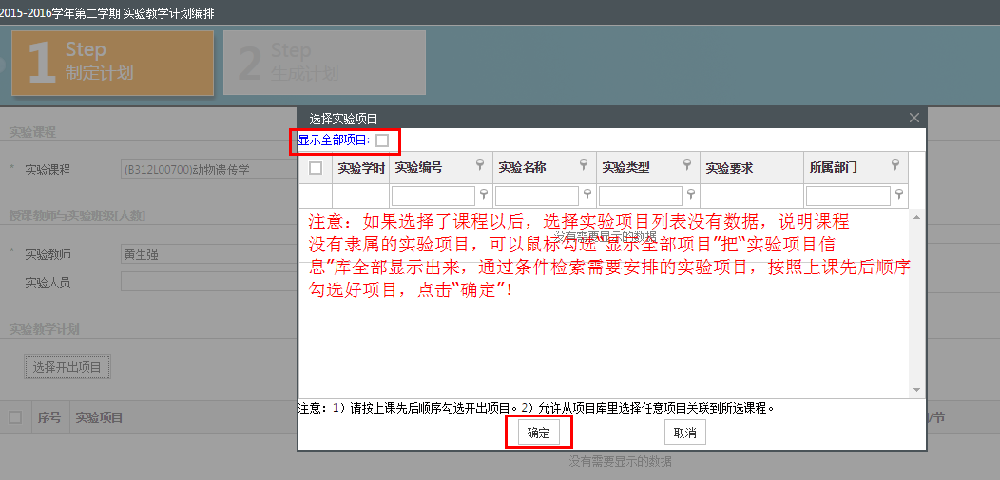 2015-2016学年第二学期 实验教学计划编排
1 Step
制定计划
2 Step
生成计划
实验课程
* 实验课程 (B312L00700)动物遗传学
授课教师与实验班级[人数]
* 实验教师 黄生强
实验人员
实验教学计划
选择开出项目
序号 实验项目
/节
没有需要显示的数据
选择实验项目
显示全部项目:
实验学时 实验编号 实验名称 实验类型 实验要求 所属部门
没有需要显示的数据
注意：如果选择了课程以后，选择实验项目列表没有数据，说明课程
没有隶属的实验项目，可以鼠标勾选“显示全部项目”把“实验项目信
息”库全部显示出来，通过条件检索需要安排的实验项目，按照上课先后顺序
勾选好项目，点击“确定”！
注意：1）请按上课先后顺序勾选开出项目。2）允许从项目库里选择任意项目关联到所选课程。
确定 取消